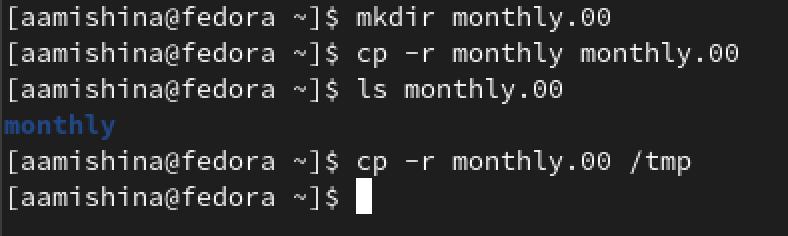 [aamishina@fedora ~]$ mkdir monthly.00
[aamishina@fedora ~]$ cp -r monthly monthly.00
[aamishina@fedora ~]$ ls monthly.00
monthly
[aamishina@fedora ~]$ cp -r monthly.00 /tmp
[aamishina@fedora ~]$